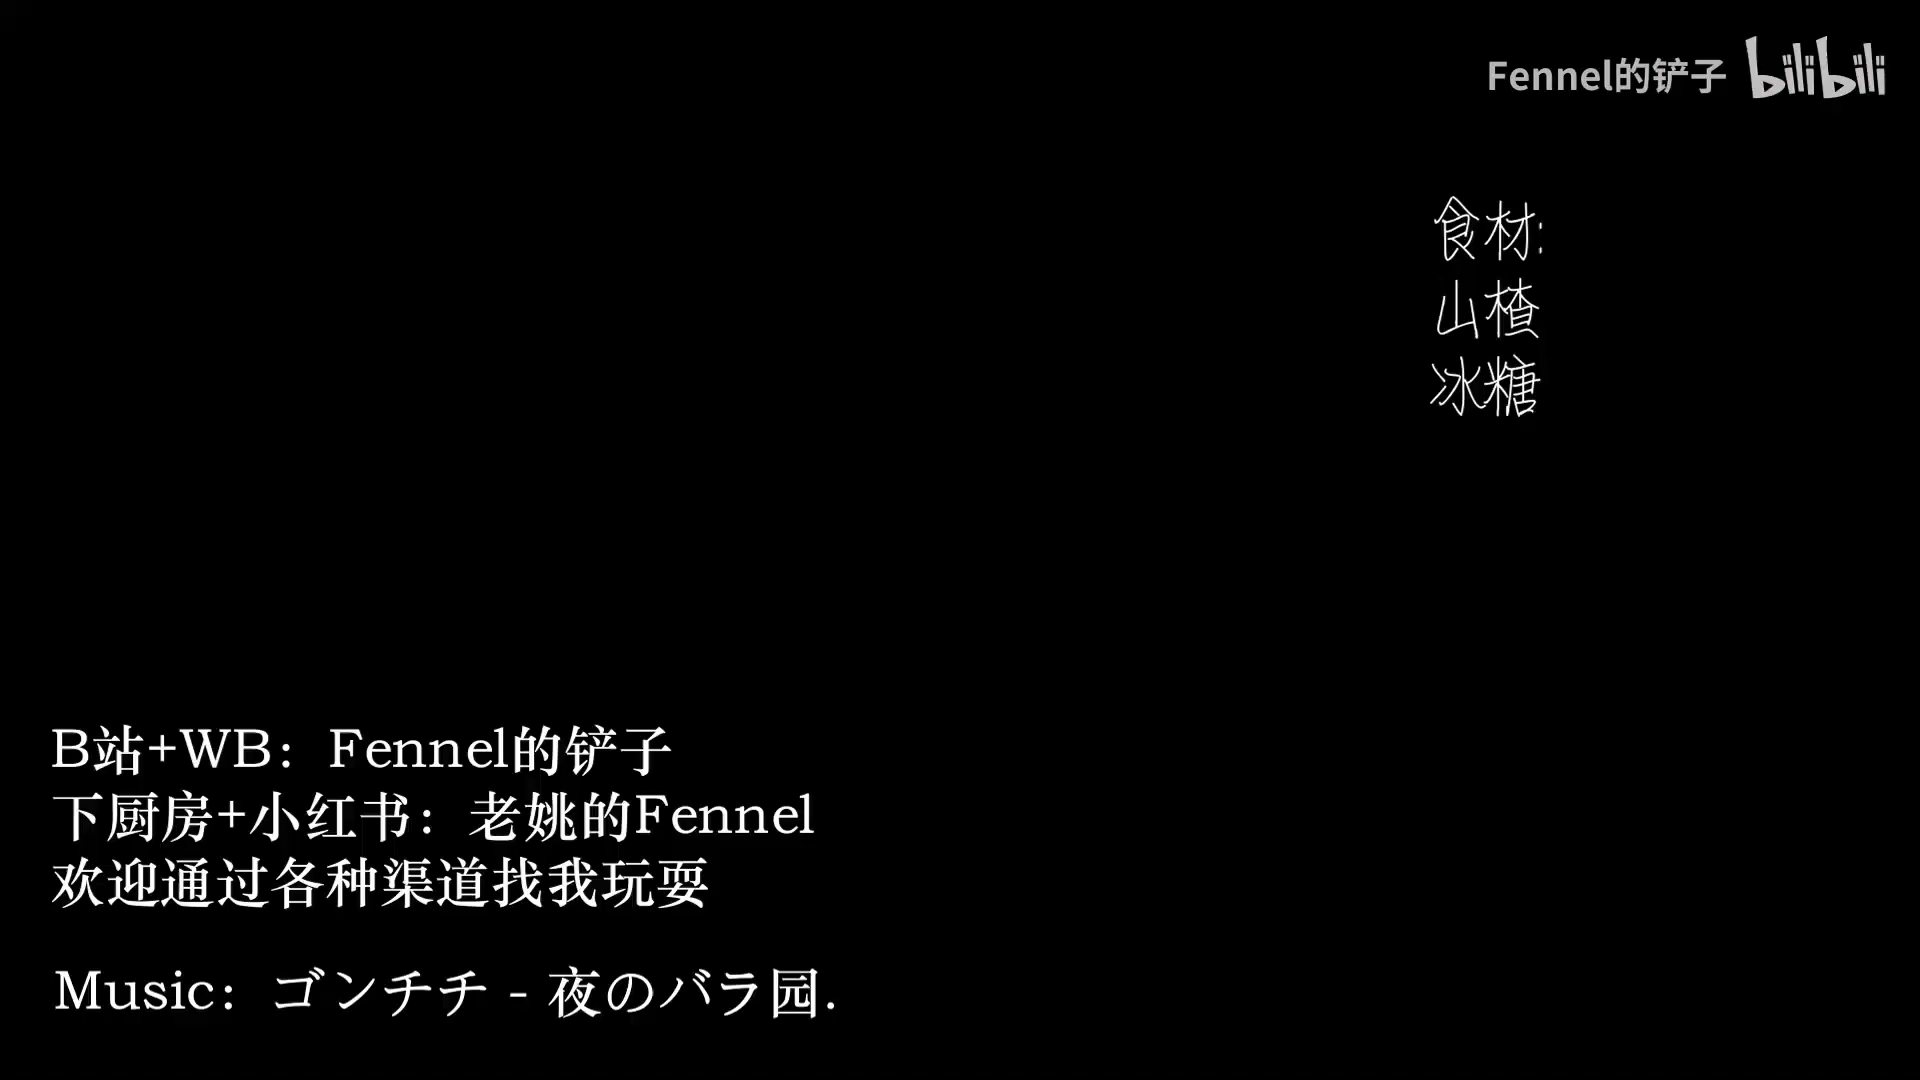 Fennel的铲子 bilibili
食材:
山楂
冰糖
B站+WB：Fennel的铲子
下厨房+小红书：老姚的Fennel
欢迎通过各种渠道找我玩耍
Music：ゴンチチ - 夜のバラ园.